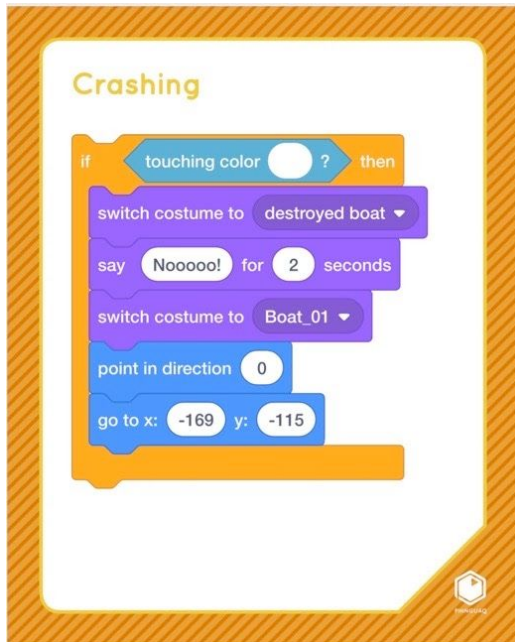 Crashing
if touching color ? then
switch costume to destroyed boat
say Nooooo! for 2 seconds
switch costume to Boat_01
point in direction 0
go to x: -169 y: -115